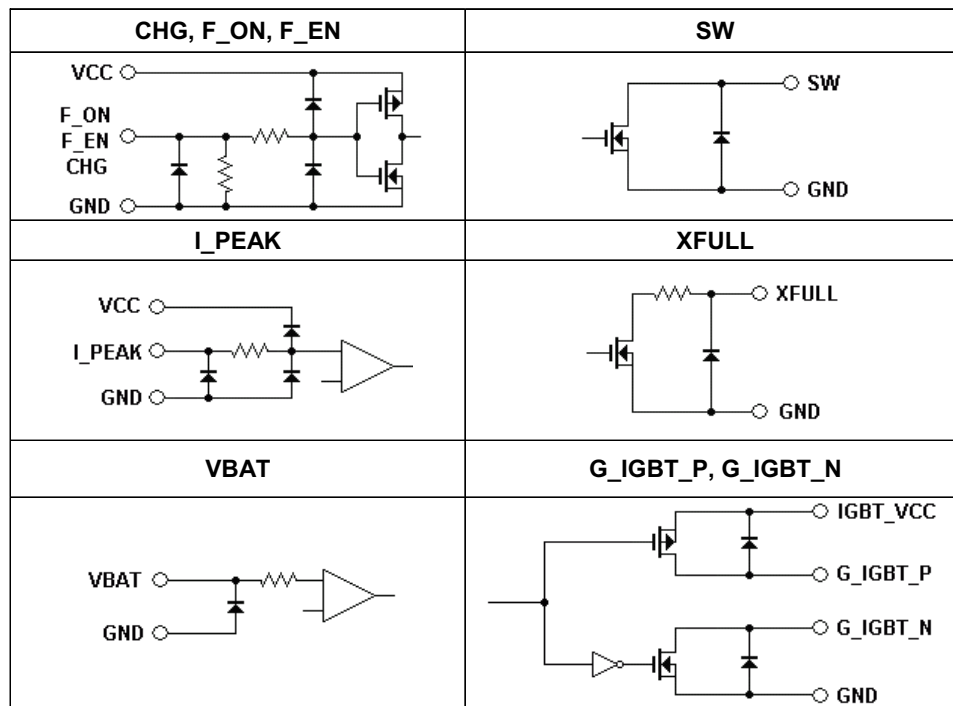 CHG, F_ON, F_EN
SW
VCC
F_ON
F_EN
CHG
GND
SW
GND
I_PEAK
XFULL
VCC
I_PEAK
GND
XFULL
GND
VBAT
G_IGBT_P, G_IGBT_N
VBAT
GND
IGBT_VCC
G_IGBT_P
G_IGBT_N
GND